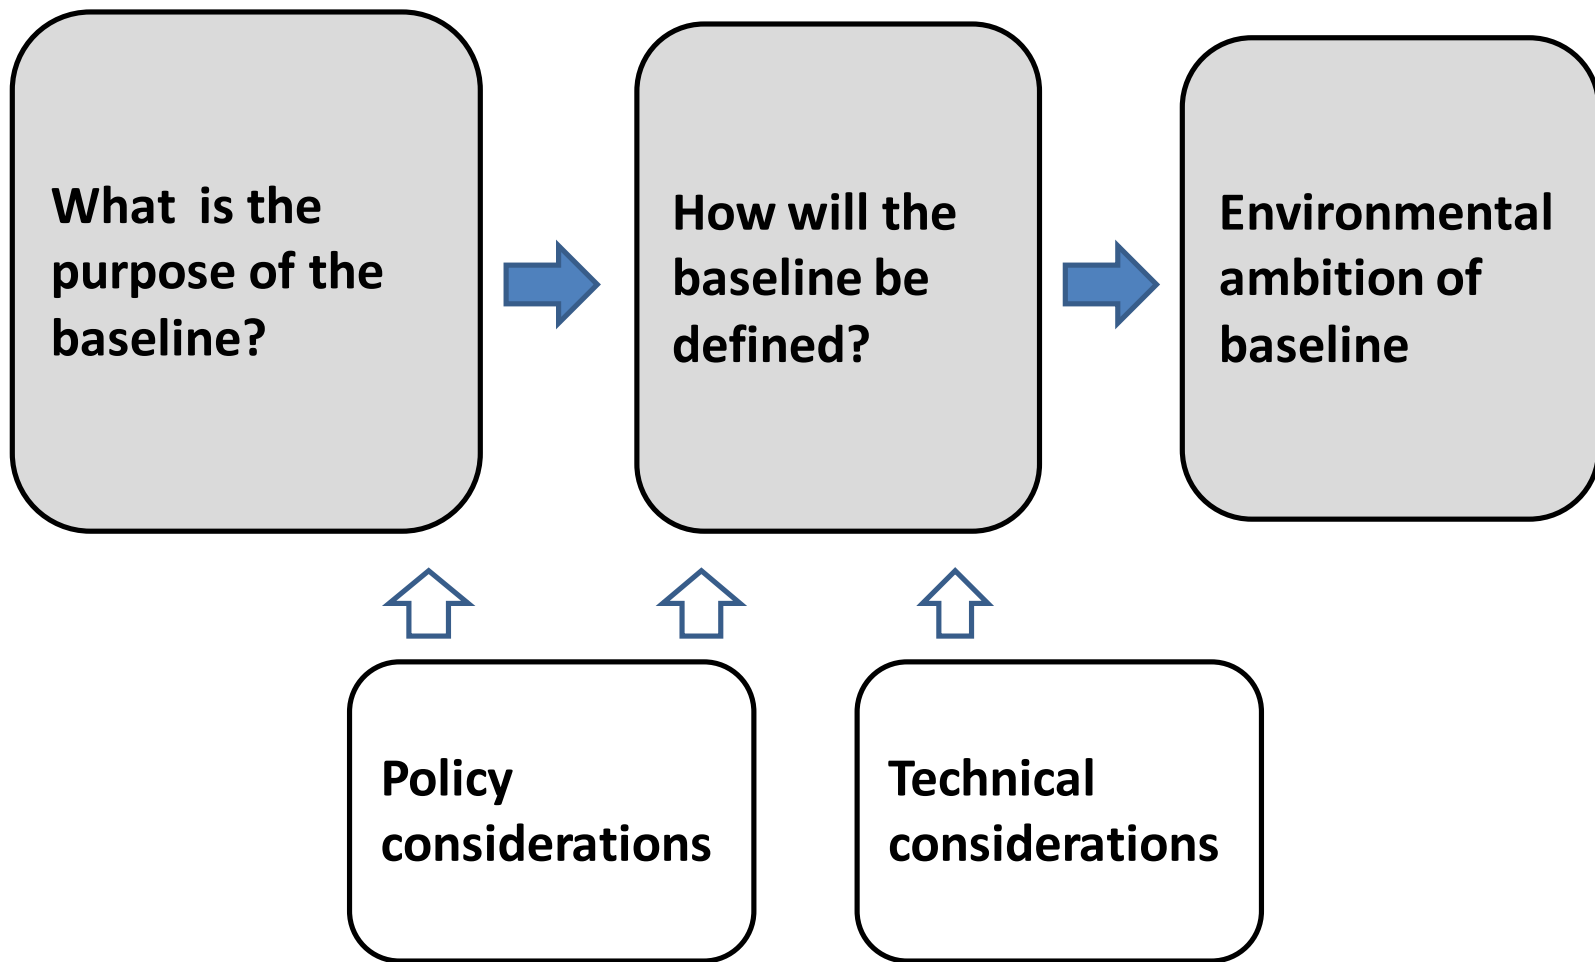 What  is the
purpose of the
baseline?
How will the
baseline be
defined?
Environmental
ambition of
baseline
Policy
considerations
Technical
considerations